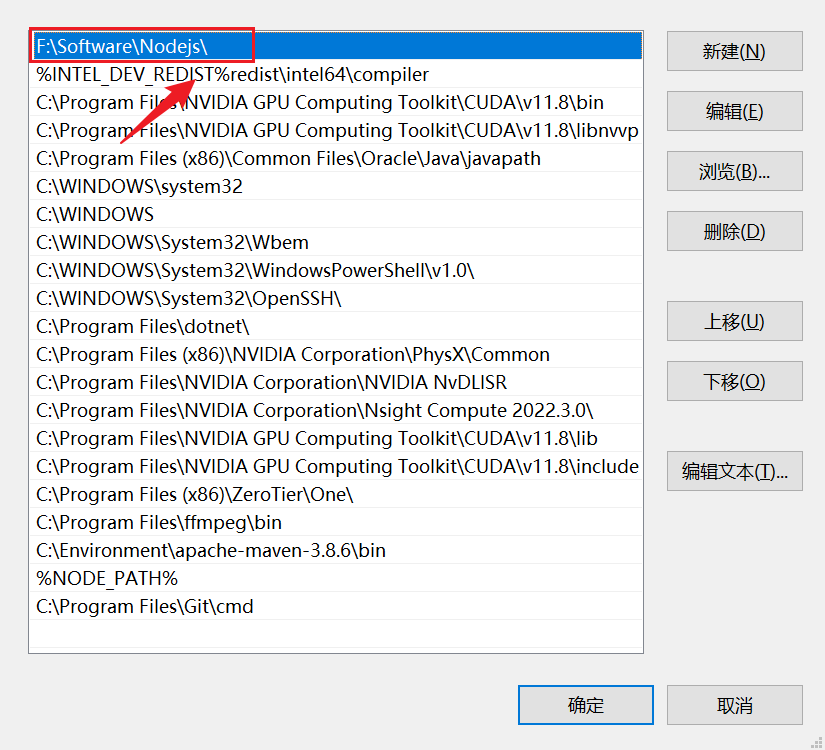 F:\Software\Nodejs\
%INTEL_DEV_REDIST%redist\intel64\compiler
C:\Program Files\NVIDIA GPU Computing Toolkit\CUDA\v11.8\bin
C:\Program Files\NVIDIA GPU Computing Toolkit\CUDA\v11.8\libnvvp
C:\Program Files (x86)\Common Files\Oracle\Java\javapath
C:\WINDOWS\system32
C:\WINDOWS
C:\WINDOWS\System32\Wbem
C:\WINDOWS\System32\WindowsPowerShell\v1.0\
C:\WINDOWS\System32\OpenSSH\
C:\Program Files\dotnet\
C:\Program Files (x86)\NVIDIA Corporation\PhysX\Common
C:\Program Files\NVIDIA Corporation\NVIDIA NvDLISR
C:\Program Files\NVIDIA Corporation\Nsight Compute 2022.3.0\
C:\Program Files\NVIDIA GPU Computing Toolkit\CUDA\v11.8\lib
C:\Program Files\NVIDIA GPU Computing Toolkit\CUDA\v11.8\include
C:\Program Files (x86)\ZeroTier\One\
C:\Program Files\ffmpeg\bin
C:\Environment\apache-maven-3.8.6\bin
%NODE_PATH%
C:\Program Files\Git\cmd
新建(N)
编辑(E)
浏览(B)...
删除(D)
上移(U)
下移(O)
编辑文本(T)...
确定
取消